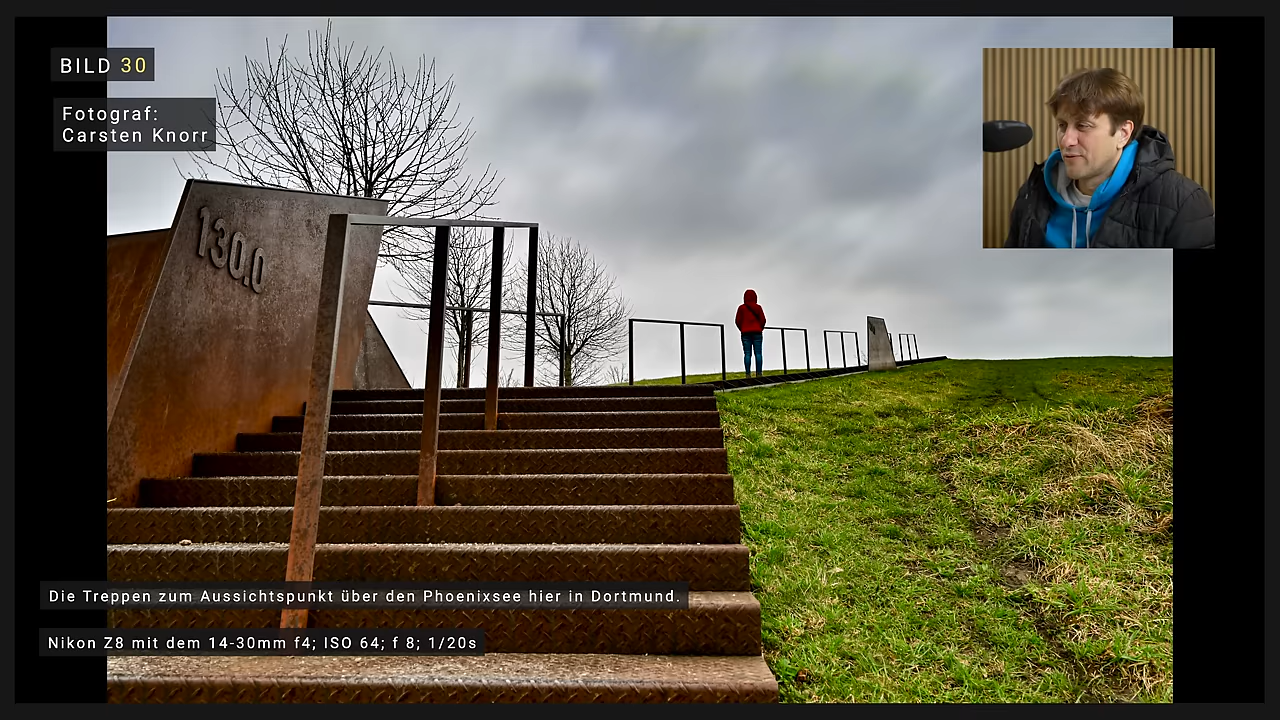 BILD 30
Fotograf:
Carsten Knorr
130.0
Die Treppen zum Aussichtspunkt über den Phoenixsee hier in Dortmund.
Nikon Z8 mit dem 14-30mm f4; ISO 64; f 8; 1/20s